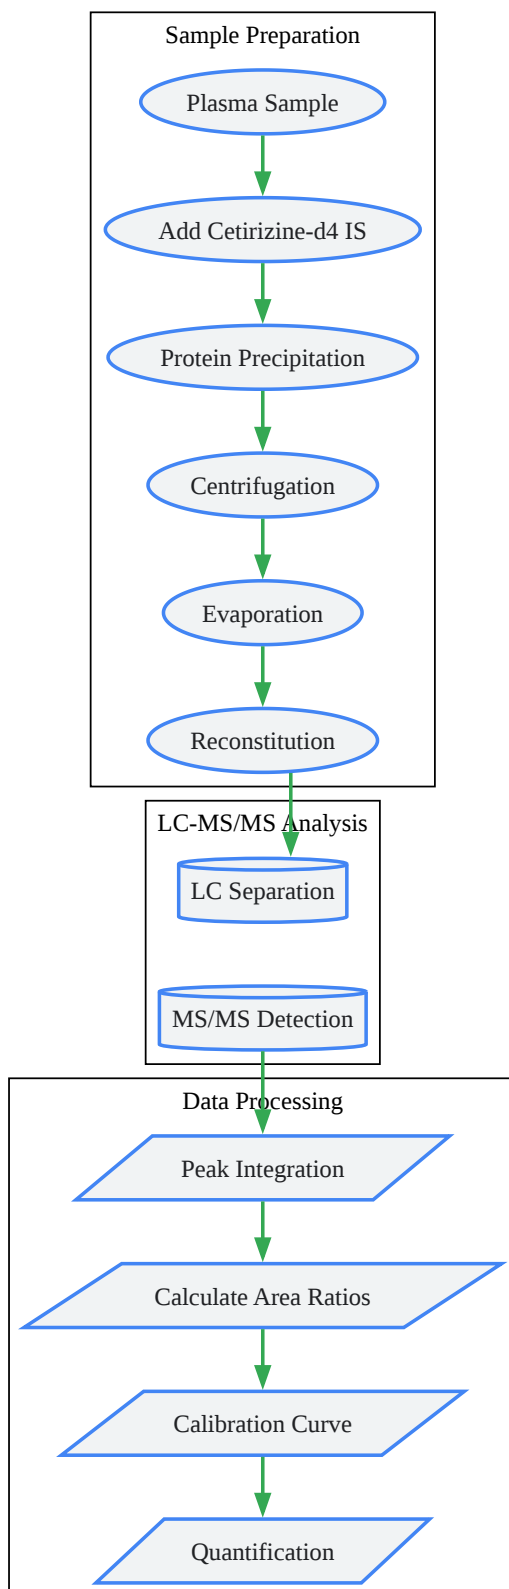 Sample Preparation
Plasma Sample
Add Cetirizine-d4 IS
Protein Precipitation
Centrifugation
Evaporation
Reconstitution
LC-MS/MS Analysis
LC Separation
MS/MS Detection
Data Processing
Peak Integration
Calculate Area Ratios
Calibration Curve
Quantification